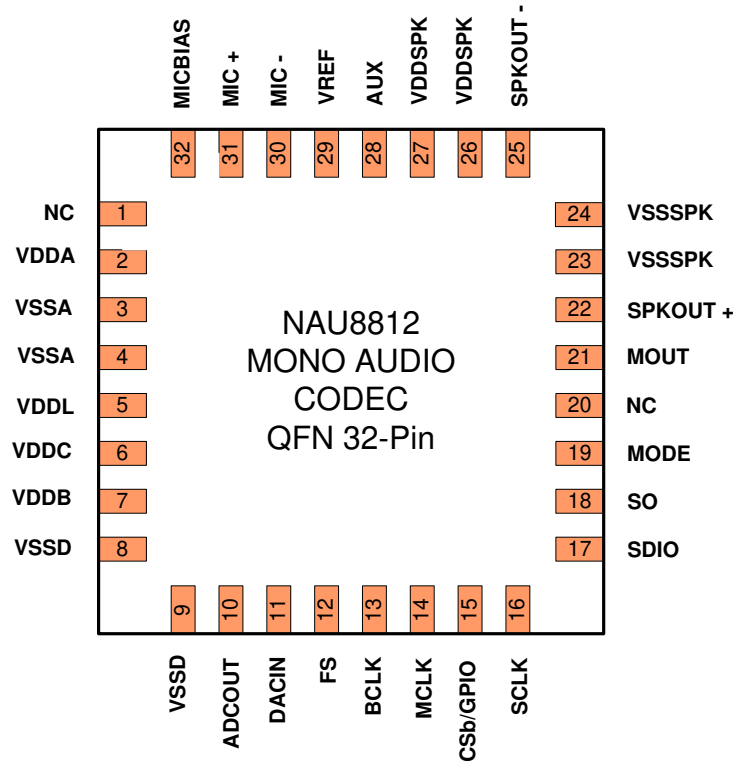 MICBIAS
MIC +
MIC -
VREF
AUX
VDDSPK
VDDSPK
SPKOUT -
32
31
30
29
28
27
26
25
NC 1
VDDA 2
VSSA 3
VSSA 4
VDDL 5
VDDC 6
VDDB 7
VSSD 8
NAU8812
MONO AUDIO
CODEC
QFN 32-Pin
24 VSSSPK
23 VSSSPK
22 SPKOUT +
21 MOUT
20 NC
19 MODE
18 SO
17 SDIO
9
10
11
12
13
14
15
16
VSSD
ADCOUT
DACIN
FS
BCLK
MCLK
CSb/GPIO
SCLK